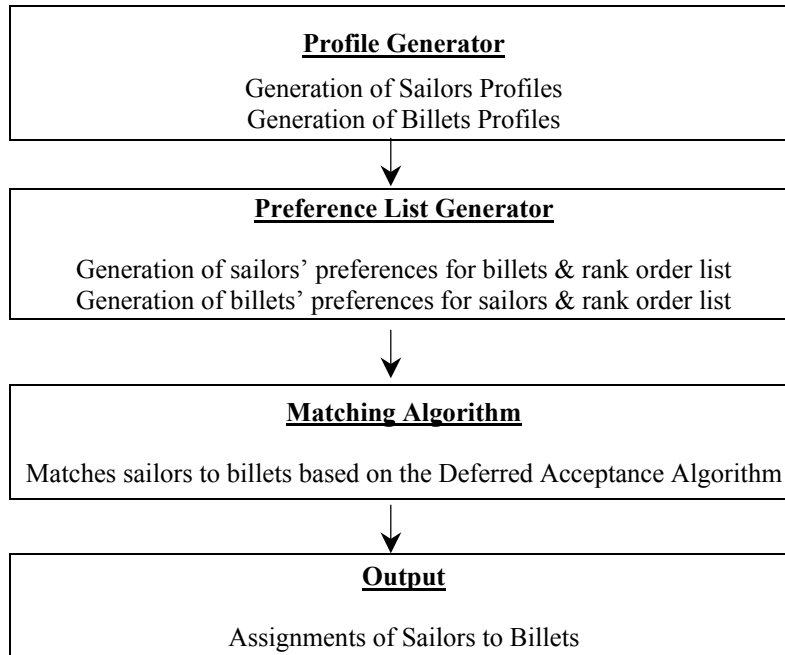 Profile Generator
Generation of Sailors Profiles
Generation of Billets Profiles
Preference List Generator
Generation of sailors’ preferences for billets & rank order list
Generation of billets’ preferences for sailors & rank order list
Matching Algorithm
Matches sailors to billets based on the Deferred Acceptance Algorithm
Output
Assignments of Sailors to Billets